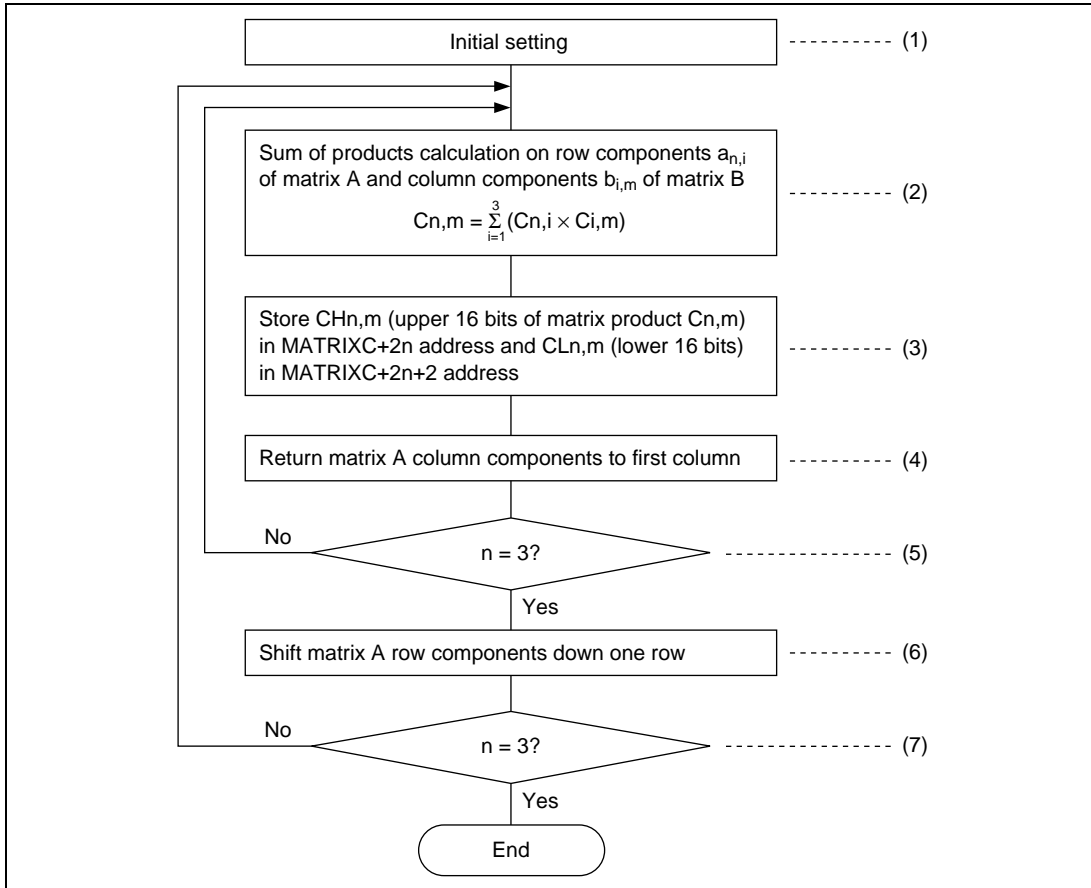 Initial setting
(1)
Sum of products calculation on row components an,i
of matrix A and column components bi,m of matrix B
(2)
3
Cn,m = Σ (Cn,i × Ci,m)
i=1
Store CHn,m (upper 16 bits of matrix product Cn,m)
in MATRIXC+2n address and CLn,m (lower 16 bits)
in MATRIXC+2n+2 address
(3)
Return matrix A column components to first column
(4)
No
n = 3?
(5)
Yes
Shift matrix A row components down one row
(6)
No
n = 3?
(7)
Yes
End